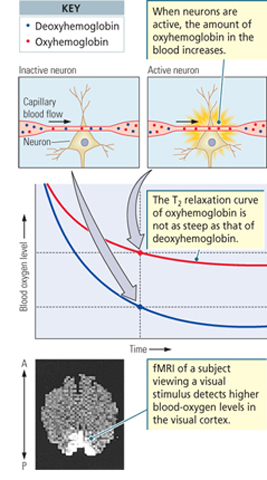 KEY
Deoxyhemoglobin
Oxyhemoglobin
When neurons are
active, the amount of
oxyhemoglobin in the
blood increases.
Inactive neuron
Active neuron
Capillary
blood flow
Neuron
The T2 relaxation curve
of oxyhemoglobin is
not as steep as that of
deoxyhemoglobin.
Blood oxygen level
Time
A
P
fMRI of a subject
viewing a visual
stimulus detects higher
blood-oxygen levels in
the visual cortex.